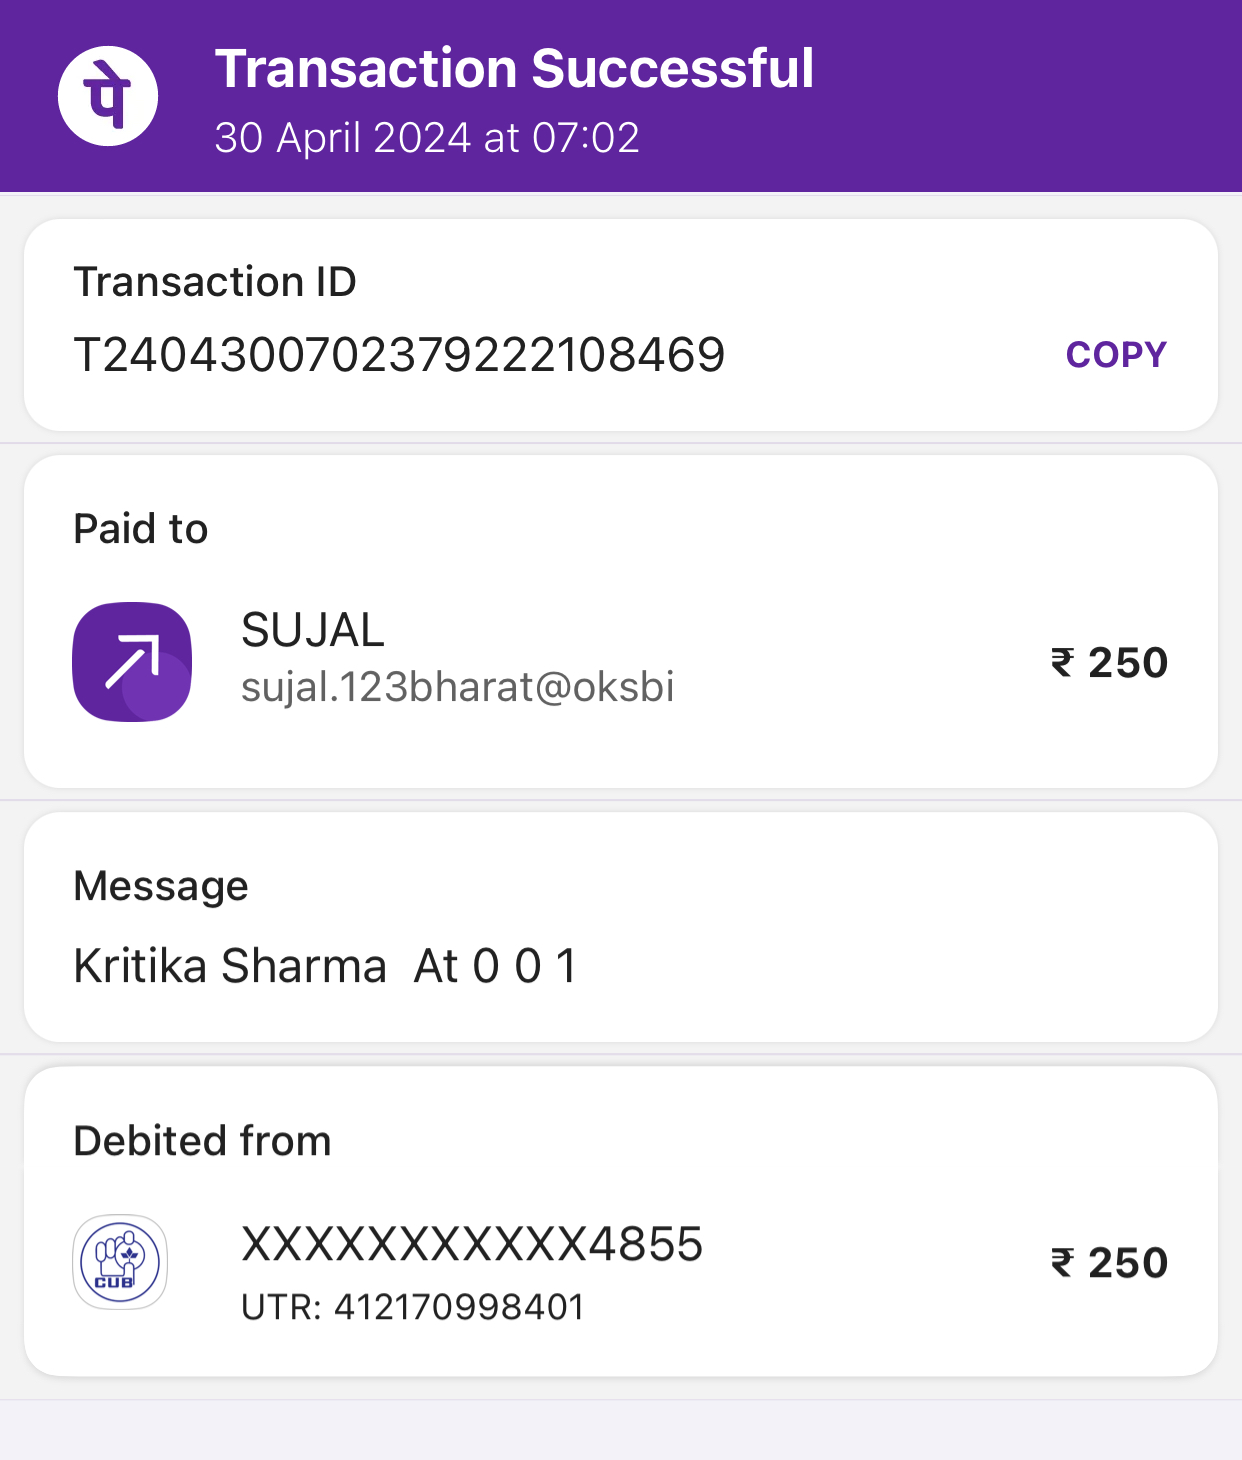 पे
Transaction Successful
30 April 2024 at 07:02
Transaction ID
T2404300702379222108469
COPY
Paid to
SUJAL
₹ 250
sujal.123bharat@oksbi
Message
Kritika Sharma  At 0 0 1
Debited from
XXXXXXXXXXX4855
₹ 250
CUB
UTR: 412170998401